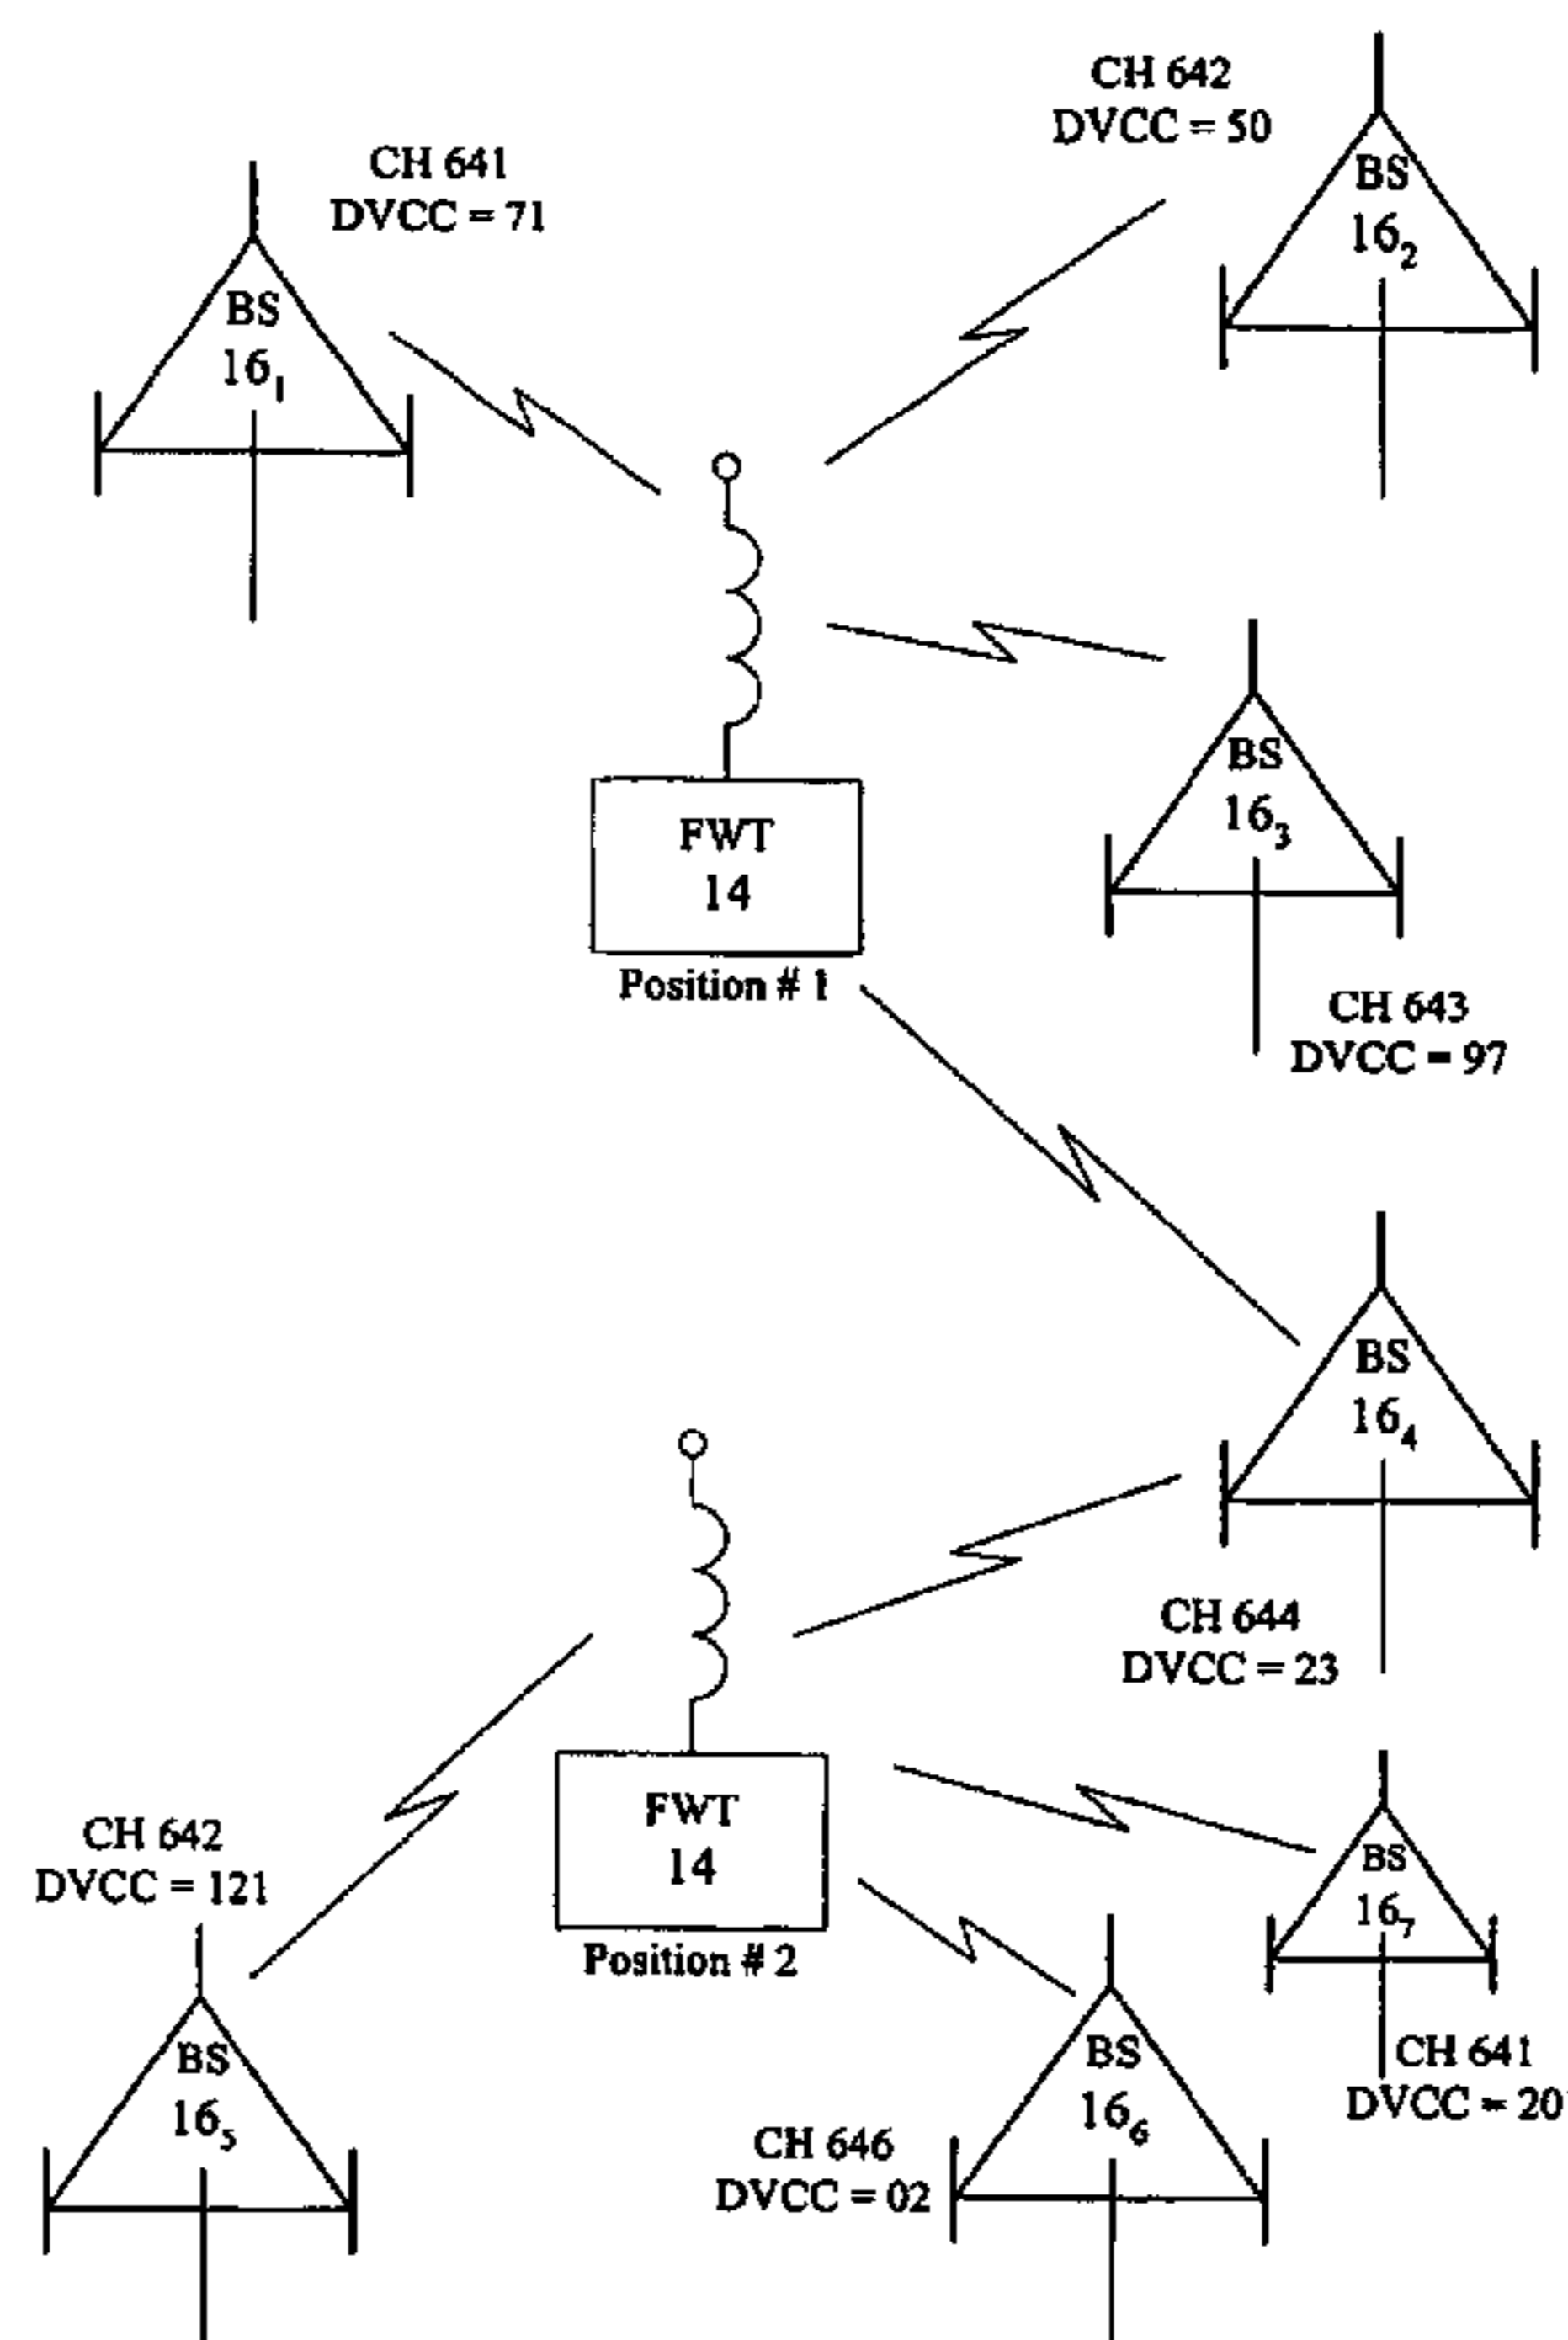 CH 642
DVCC = 50
BS
16₂
CH 641
DVCC = 71
BS
16₁
BS
16₃
FWT
14
Position # 1
CH 643
DVCC = 97
BS
16₄
CH 644
DVCC = 23
FWT
14
Position # 2
CH 642
DVCC = 121
BS
16₇
BS
16₅
BS
16₆
CH 641
DVCC = 20
CH 646
DVCC = 02